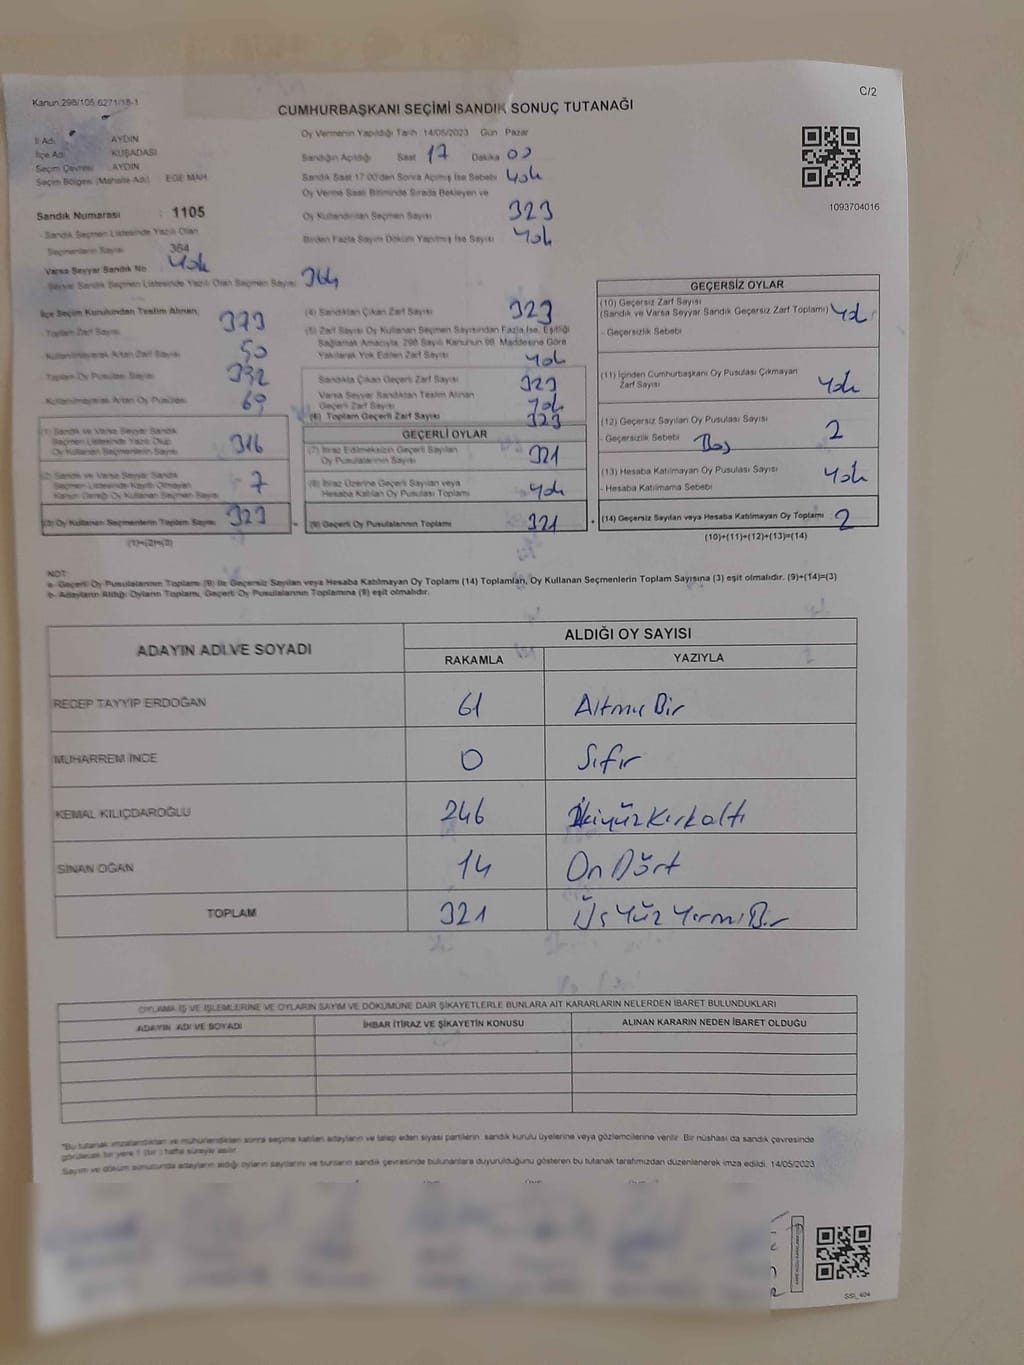 Kanun:298/105;6271/18-1
C/2
CUMHURBAŞKANI SEÇİMİ SANDIK SONUÇ TUTANAĞI
İl Adı AYDIN
İlçe Adı KUŞADASI
Seçim Çevresi AYDIN
Seçim Bölgesi (Mahalle Adı) EGE MAH.
Sandık Numarası : 1105
- Sandık Seçmen Listesinde Yazılı Olan
Seçmenlerin Sayısı 364
Varsa Seyyar Sandık No Yok
- Seyyar Sandık Seçmen Listesinde Yazılı Olan Seçmen Sayısı 364
Oy Vermenin Yapıldığı Tarih 14/05/2023 Gün Pazar
Sandığın Açıldığı Saat 17 Dakika 00
Sandık Saat 17.00'den Sonra Açılmış İse Sebebi Yok
Oy Verme Saati Bitiminde Sırada Bekleyen ve
Oy Kullandırılan Seçmen Sayısı 323
Birden Fazla Sayım Döküm Yapılmış İse Sayısı Yok
1093704016
İlçe Seçim Kurulundan Teslim Alınan;
- Toplam Zarf Sayısı 373
- Kullanılmayarak Artan Zarf Sayısı 50
- Toplam Oy Pusulası Sayısı
- Kullanılmayarak Artan Oy Pusulası 69
(1) Sandık ve Varsa Seyyar Sandık
Seçmen Listesinde Yazılı Olup
Oy Kullanan Seçmenlerin Sayısı 316
(2) Sandık ve Varsa Seyyar Sandık
Seçmen Listesinde Kayıtlı Olmayan
Kanun Gereği Oy Kullanan Seçmen Sayısı 7
(3) Oy Kullanan Seçmenlerin Toplam Sayısı 323
(1)+(2)=(3)
(4) Sandıktan Çıkan Zarf Sayısı 323
(5) Zarf Sayısı Oy Kullanan Seçmen Sayısından Fazla İse, Eşitliği
Sağlamak Amacıyla, 298 Sayılı Kanunun 98. Maddesine Göre
Yakılarak Yok Edilen Zarf Sayısı Yok
Sandıkta Çıkan Geçerli Zarf Sayısı 323
Varsa Seyyar Sandıktan Teslim Alınan
Geçerli Zarf Sayısı Yok
(6) Toplam Geçerli Zarf Sayısı 323
GEÇERLİ OYLAR
(7) İtiraz Edilmeksizin Geçerli Sayılan
Oy Pusulalarının Sayısı 321
(8) İtiraz Üzerine Geçerli Sayılan veya
Hesaba Katılan Oy Pusulası Toplamı Yok
(9) Geçerli Oy Pusulalarının Toplamı 321
GEÇERSİZ OYLAR
(10) Geçersiz Zarf Sayısı
(Sandık ve Varsa Seyyar Sandık Geçersiz Zarf Toplamı) Yok
- Geçersizlik Sebebi
(11) İçinden Cumhurbaşkanı Oy Pusulası Çıkmayan
Zarf Sayısı Yok
(12) Geçersiz Sayılan Oy Pusulası Sayısı 2
- Geçersizlik Sebebi Boş
(13) Hesaba Katılmayan Oy Pusulası Sayısı Yok
- Hesaba Katılmama Sebebi
(14) Geçersiz Sayılan veya Hesaba Katılmayan Oy Toplamı 2
(10)+(11)+(12)+(13)=(14)
NOT:
a- Geçerli Oy Pusulalarının Toplamı (9) ile Geçersiz Sayılan veya Hesaba Katılmayan Oy Toplamı (14) Toplamları, Oy Kullanan Seçmenlerin Toplam Sayısına (3) eşit olmalıdır. (9)+(14)=(3)
b- Adayların Aldığı Oyların Toplamı, Geçerli Oy Pusulalarının Toplamına (9) eşit olmalıdır.
ADAYIN ADI VE SOYADI ALDIĞI OY SAYISI
RAKAMLA YAZIYLA
RECEP TAYYİP ERDOĞAN 61 Altmış Bir
MUHARREM İNCE 0 Sıfır
KEMAL KILIÇDAROĞLU 246 İkiyüz Kırkaltı
SİNAN OĞAN 14 On Dört
TOPLAM 321 Üç Yüz Yirmi Bir
OYLAMA İŞ VE İŞLEMLERİNE VE OYLARIN SAYIM VE DÖKÜMÜNE DAİR ŞİKAYETLERLE BUNLARA AİT KARARLARIN NELERDEN İBARET BULUNDUKLARI
ADAYIN ADI VE SOYADI İHBAR İTİRAZ VE ŞİKAYETİN KONUSU ALINAN KARARIN NEDEN İBARET OLDUĞU
*Bu tutanak imzalandıktan ve mühürlendikten sonra seçime katılan adayların ve talep eden siyasi partilerin sandık kurulu üyelerine veya gözlemcilerine verilir. Bir nüshası da sandık çevresinde
görülecek bir yere 1 (bir) hafta süreyle asılır.
Sayım ve döküm sonucunda adayların aldığı oyların sayılarını ve bunların sandık çevresinde bulunanlara duyurulduğunu gösteren bu tutanak tarafımızdan düzenlenerek imza edildi. 14/05/2023
SSI_404